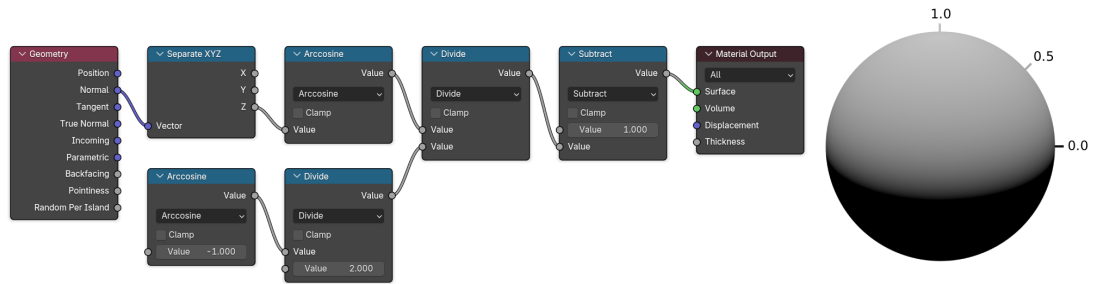 Geometry
Position
Normal
Tangent
True Normal
Incoming
Parametric
Backfacing
Pointiness
Random Per Island
Separate XYZ
X
Y
Z
Vector
Arccosine
Value
Arccosine
Clamp
Value
Divide
Value
Divide
Clamp
Value
Value
Subtract
Value
Subtract
Clamp
Value 1.000
Value
Material Output
All
Surface
Volume
Displacement
Thickness
Arccosine
Value
Arccosine
Clamp
Value -1.000
Divide
Value
Divide
Clamp
Value
Value 2.000
1.0
0.5
0.0